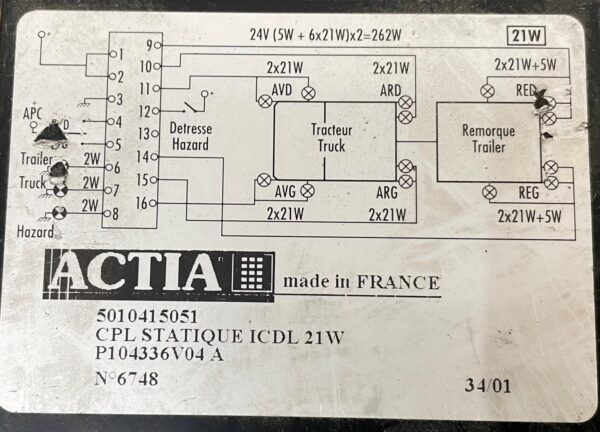 24V (5W + 6x21W)x2=262W
21W
1
2
3
4
5
6
7
8
9
10
11
12
13
14
15
16
APC
D
Trailer 2W
Truck 2W
2W
Hazard
Détresse
Hazard
2x21W
2x21W
AVD
ARD
Tracteur
Truck
AVG
ARG
2x21W
2x21W
2x21W+5W
RED
Remorque
Trailer
REG
2x21W+5W
ACTIA made in FRANCE
5010415051
CPL STATIQUE ICDL 21W
P104336V04 A
N°6748
34/01